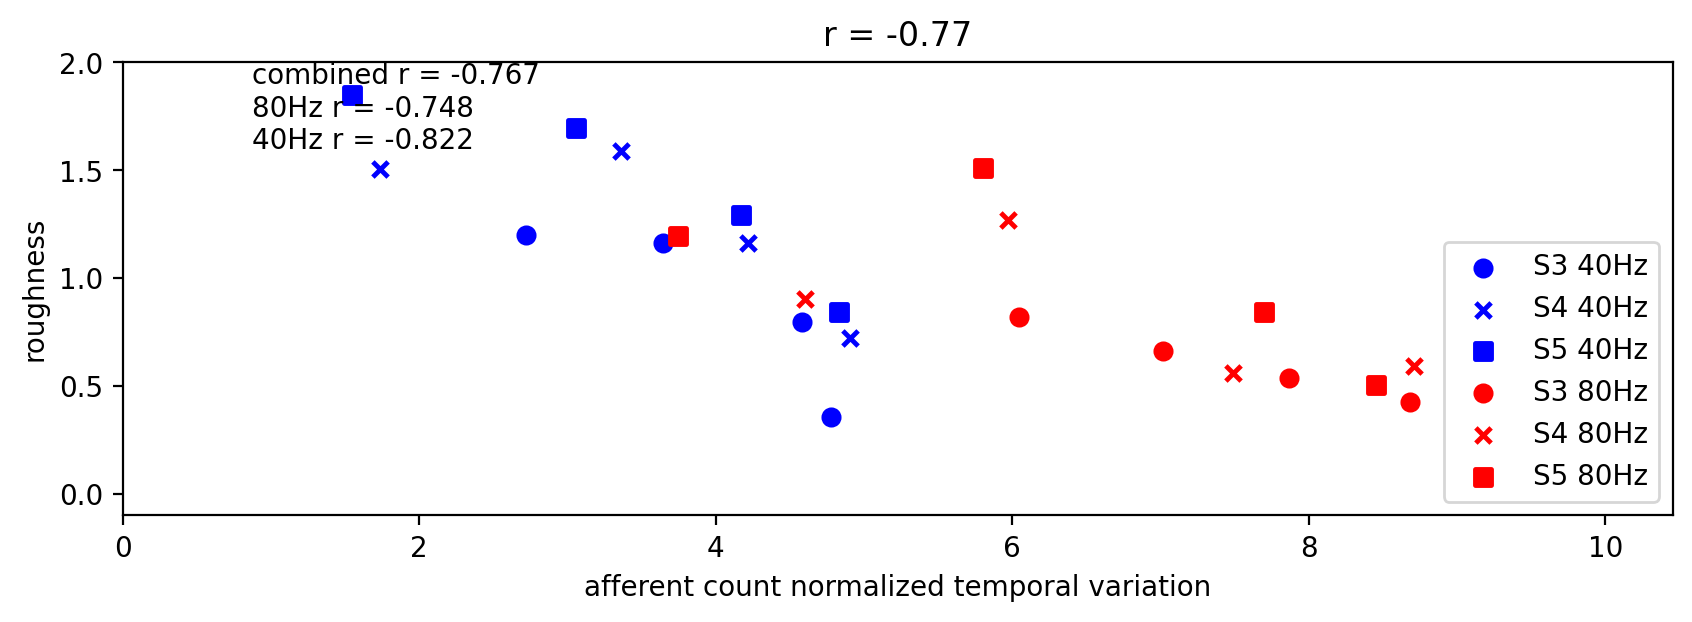 r = -0.77
combined r = -0.767
80Hz r = -0.748
40Hz r = -0.822
2.0
1.5
1.0
0.5
0.0
roughness
0 2 4 6 8 10
afferent count normalized temporal variation
S3 40Hz
S4 40Hz
S5 40Hz
S3 80Hz
S4 80Hz
S5 80Hz